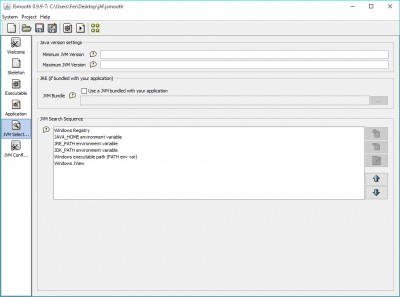 JSmooth 0.9.9-7: C:\Users\Fer\Desktop\jM.jsmooth
System Project Help
Welcome
Skeleton
Executable
Application
JVM Select...
JVM Confi...
Java version settings
Minimum JVM Version
Maximum JVM Version
JRE (if bundled with your application)
JVM Bundle
Use a JVM bundled with your application
...
JVM Search Sequence
Windows Registry
JAVA_HOME environment variable
JRE_PATH environment variable
JDK_PATH environment variable
Windows executable path (PATH env var)
Windows JView